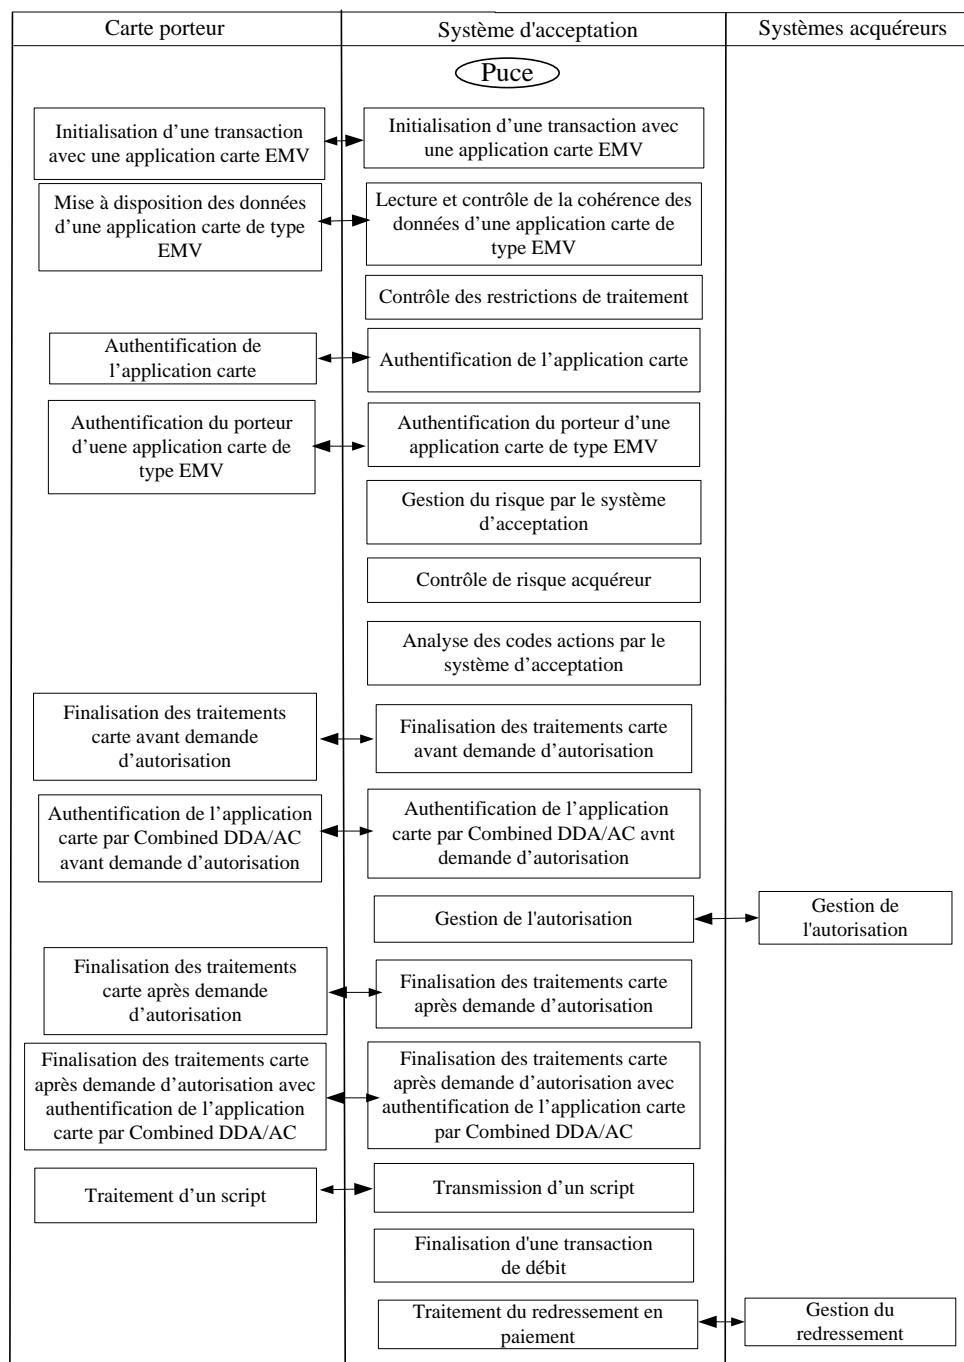 Carte porteur
Système d'acceptation
Systèmes acquéreurs
Puce
Initialisation d’une transaction
avec une application carte EMV
Initialisation d’une transaction avec
une application carte EMV
Mise à disposition des données
d’une application carte de type
EMV
Lecture et contrôle de la cohérence des
données d’une application carte de
type EMV
Contrôle des restrictions de traitement
Authentification de
l’application carte
Authentification de l’application carte
Authentification du porteur
d’uene application carte de
type EMV
Authentification du porteur d’une
application carte de type EMV
Gestion du risque par le système
d’acceptation
Contrôle de risque acquéreur
Analyse des codes actions par le
système d’acceptation
Finalisation des traitements
carte avant demande
d’autorisation
Finalisation des traitements carte
avant demande d’autorisation
Authentification de l’application
carte par Combined DDA/AC
avant demande d’autorisation
Authentification de l’application
carte par Combined DDA/AC avnt
demande d’autorisation
Gestion de l'autorisation
Gestion de
l'autorisation
Finalisation des traitements
carte après demande
d’autorisation
Finalisation des traitements carte
après demande d’autorisation
Finalisation des traitements carte
après demande d’autorisation avec
authentification de l’application
carte par Combined DDA/AC
Finalisation des traitements carte
après demande d’autorisation avec
authentification de l’application carte
par Combined DDA/AC
Traitement d’un script
Transmission d’un script
Finalisation d'une transaction
de débit
Traitement du redressement en
paiement
Gestion du
redressement